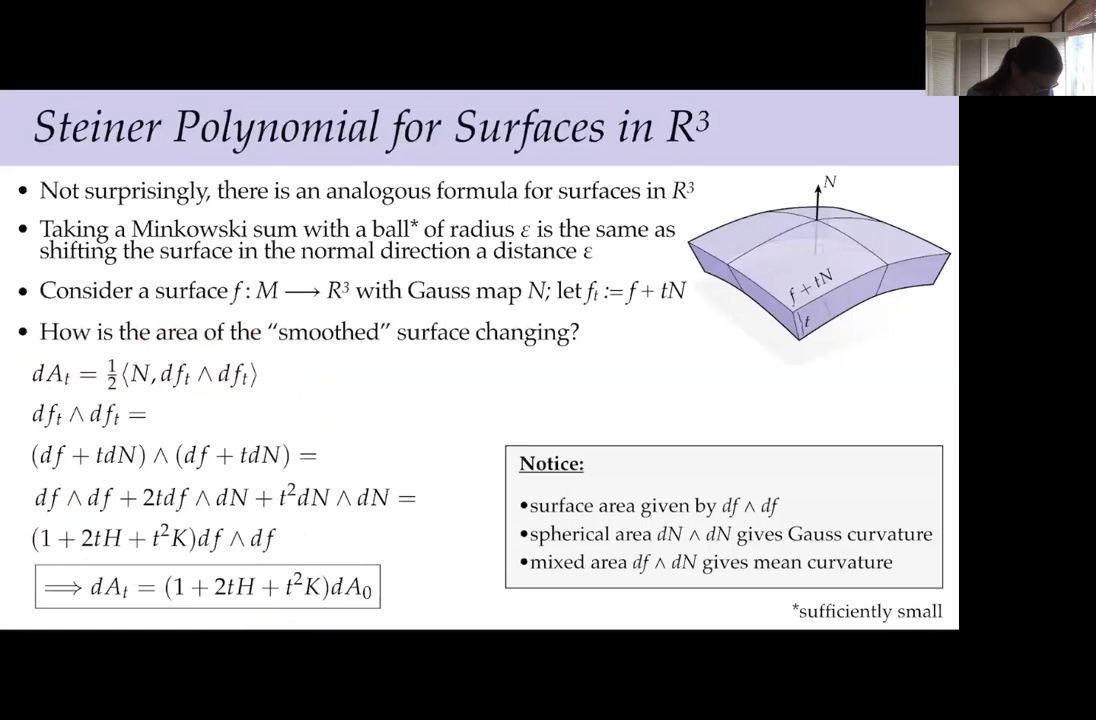 Steiner Polynomial for Surfaces in R³
• Not surprisingly, there is an analogous formula for surfaces in R³
• Taking a Minkowski sum with a ball* of radius ε is the same as
shifting the surface in the normal direction a distance ε
• Consider a surface f : M ⟶ R³ with Gauss map N; let fₜ := f + tN
• How is the area of the “smoothed” surface changing?
dAₜ = ½⟨N, dfₜ ∧ dfₜ⟩
dfₜ ∧ dfₜ =
(df + tdN) ∧ (df + tdN) =
df ∧ df + 2tdf ∧ dN + t²dN ∧ dN =
(1 + 2tH + t²K)df ∧ df
⟹ dAₜ = (1 + 2tH + t²K)dA₀
N
f + tN
t
Notice:
•surface area given by df ∧ df
•spherical area dN ∧ dN gives Gauss curvature
•mixed area df ∧ dN gives mean curvature
*sufficiently small